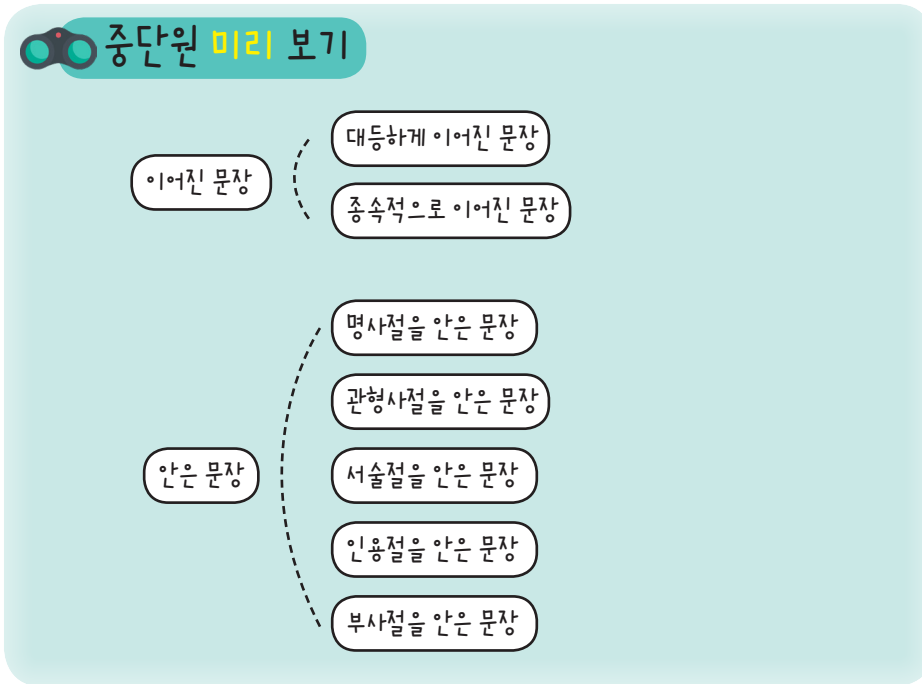 중단원 미리 보기
이어진 문장
대등하게 이어진 문장
종속적으로 이어진 문장
안은 문장
명사절을 안은 문장
관형사절을 안은 문장
서술절을 안은 문장
인용절을 안은 문장
부사절을 안은 문장